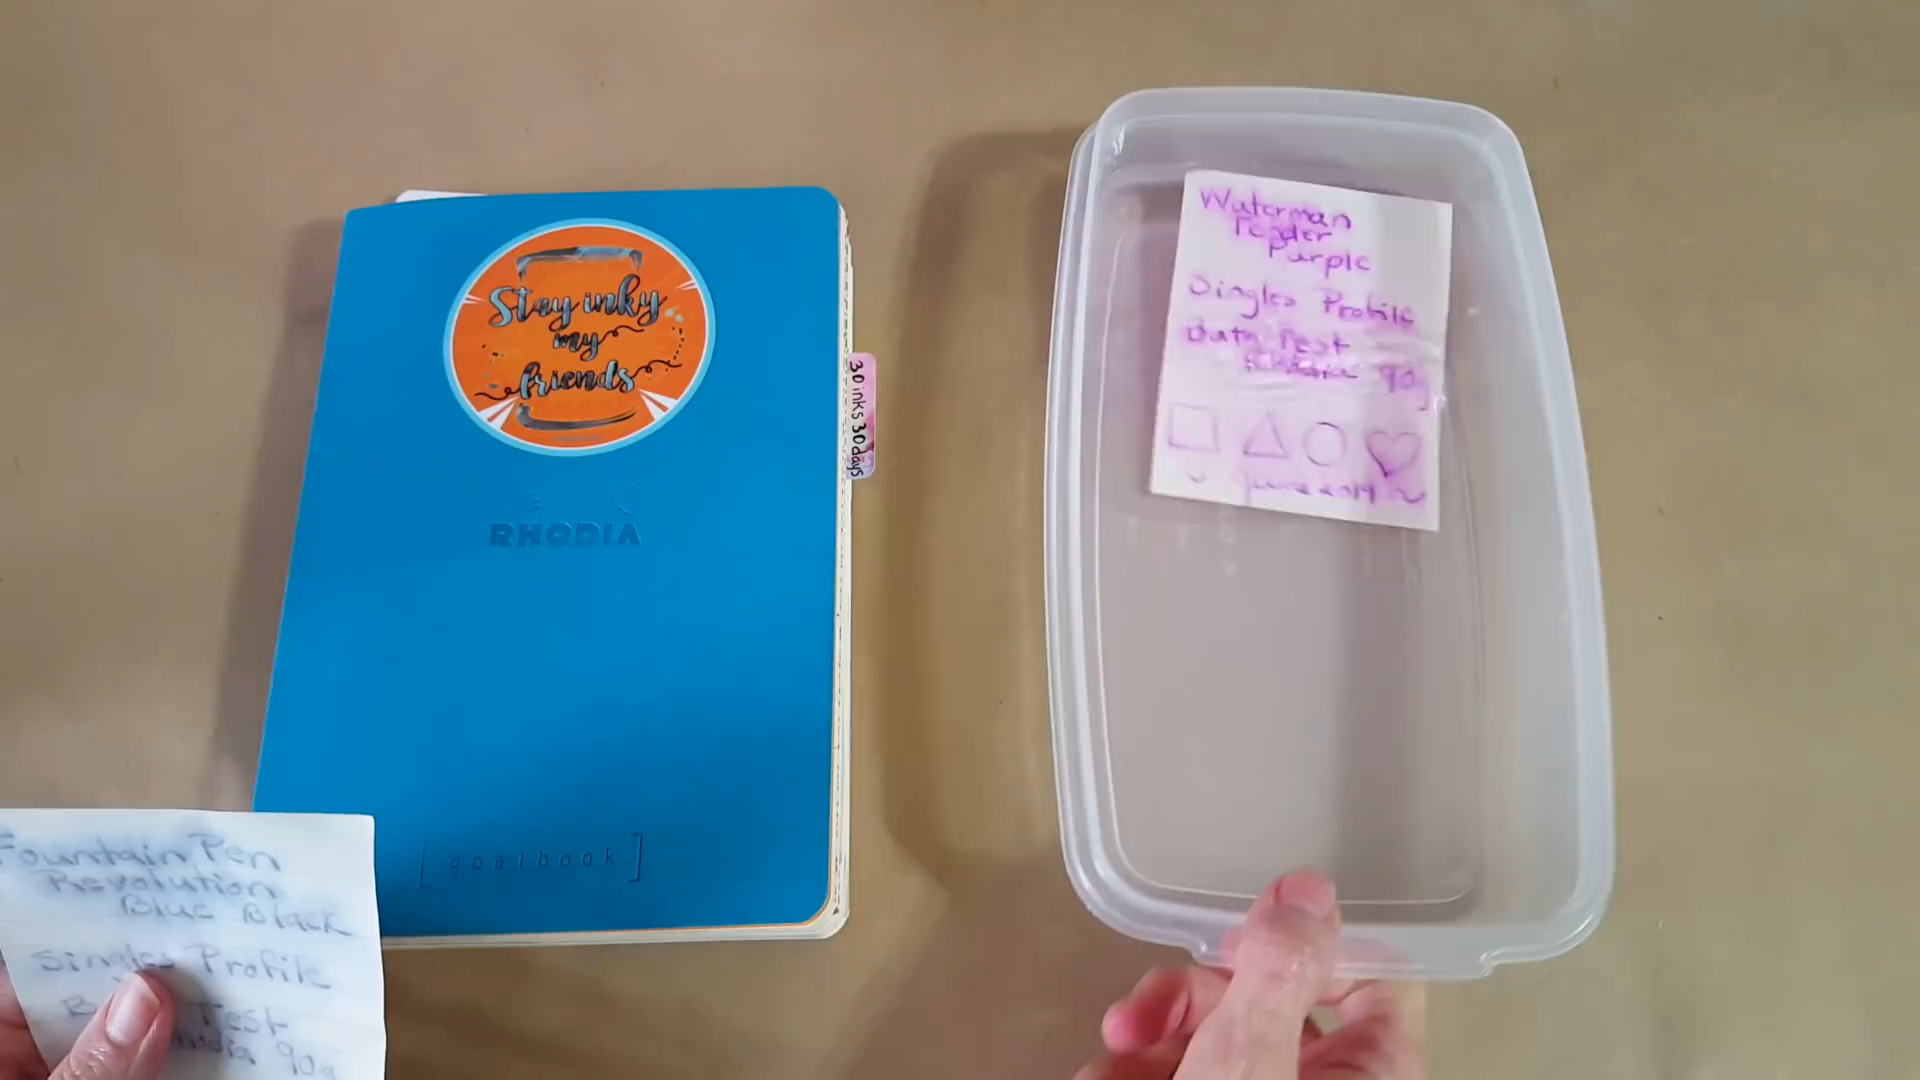 Stay inky
my
friends
30 inks 30 days
RHODIA
[ goalbook ]
Fountain Pen
Revolution
Blue Black
Singles Profile
Test
90g
Waterman
Tender
Purple
Singles Profile
Bath Test
90g
June 2019